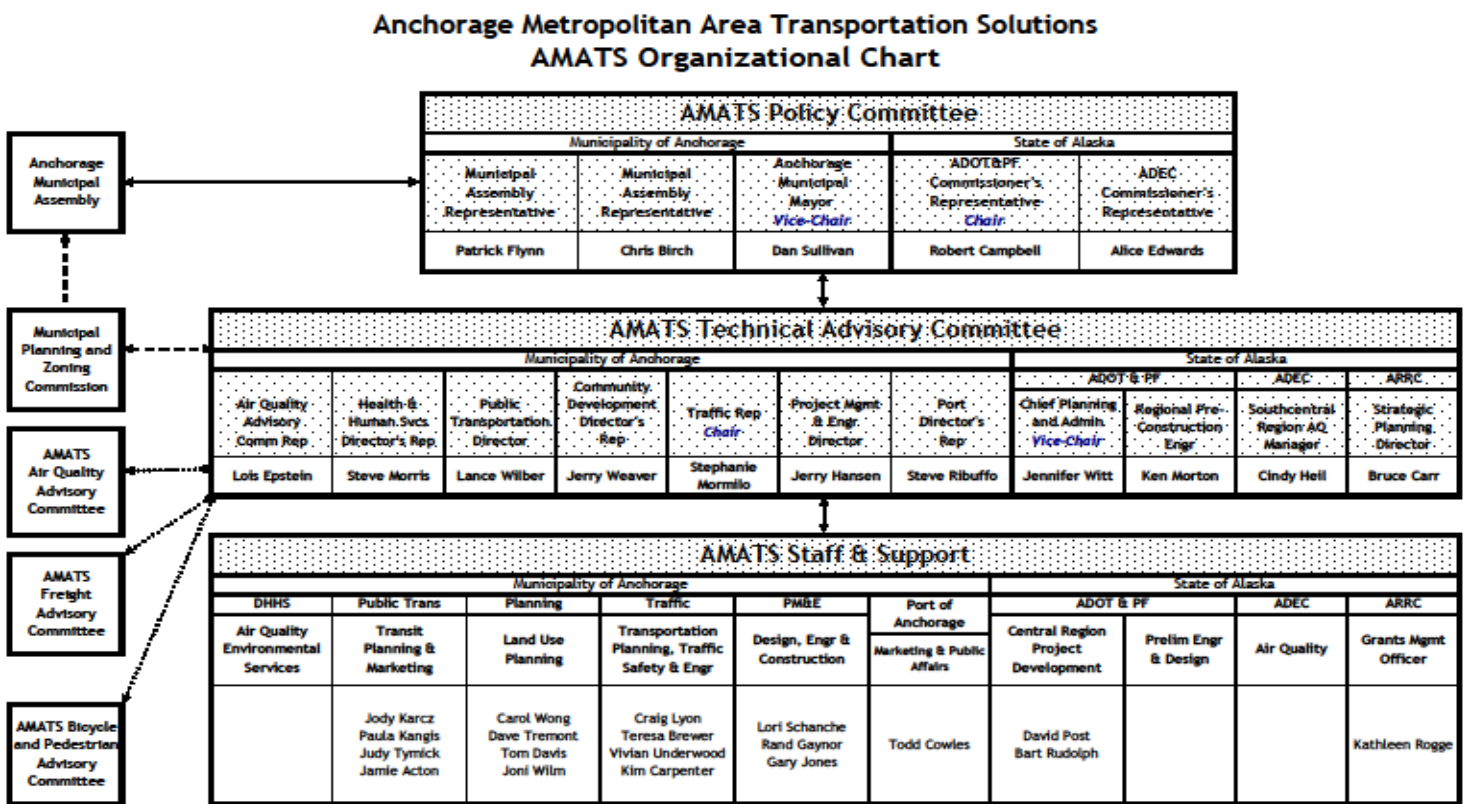 Anchorage Metropolitan Area Transportation Solutions
AMATS Organizational Chart
AMATS Policy Committee
Municipality of Anchorage
State of Alaska
Municipal
Assembly
Representative
Municipal
Assembly
Representative
Anchorage
Municipal
Mayor
Vice-Chair
ADOT&PF
Commissioner's
Representative
Chair
ADEC
Commissioner's
Representative
Patrick Flynn
Chris Birch
Dan Sullivan
Robert Campbell
Alice Edwards
Anchorage
Municipal
Assembly
Municipal
Planning and
Zoning
Commission
AMATS
Air Quality
Advisory
Committee
AMATS
Freight
Advisory
Committee
AMATS Bicycle
and Pedestrian
Advisory
Committee
AMATS Technical Advisory Committee
Municipality of Anchorage
State of Alaska
ADOT & PF
ADEC
ARRC
Air Quality
Advisory
Comm Rep
Health &
Human Svcs
Director's Rep
Public
Transportation
Director
Community
Development
Director's
Rep
Traffic Rep
Chair
Project Mgmt
& Engr
Director
Port
Director's
Rep
Chief Planning
and Admin
Vice-Chair
Regional Pre-
Construction
Engr
Southcentral
Region AQ
Manager
Strategic
Planning
Director
Lois Epstein
Steve Morris
Lance Wilber
Jerry Weaver
Stephanie
Mormilo
Jerry Hansen
Steve Ribuffo
Jennifer Witt
Ken Morton
Cindy Heil
Bruce Carr
AMATS Staff & Support
Municipality of Anchorage
State of Alaska
DHHS
Public Trans
Planning
Traffic
PM&E
Port of
Anchorage
ADOT & PF
ADEC
ARRC
Air Quality
Environmental
Services
Transit
Planning &
Marketing
Land Use
Planning
Transportation
Planning, Traffic
Safety & Engr
Design, Engr &
Construction
Marketing & Public
Affairs
Central Region
Project
Development
Prelim Engr
& Design
Air Quality
Grants Mgmt
Officer
Jody Karcz
Paula Kangis
Judy Tymick
Jamie Acton
Carol Wong
Dave Tremont
Tom Davis
Joni Wilm
Craig Lyon
Teresa Brewer
Vivian Underwood
Kim Carpenter
Lori Schanche
Rand Gaynor
Gary Jones
Todd Cowles
David Post
Bart Rudolph
Kathleen Rogge